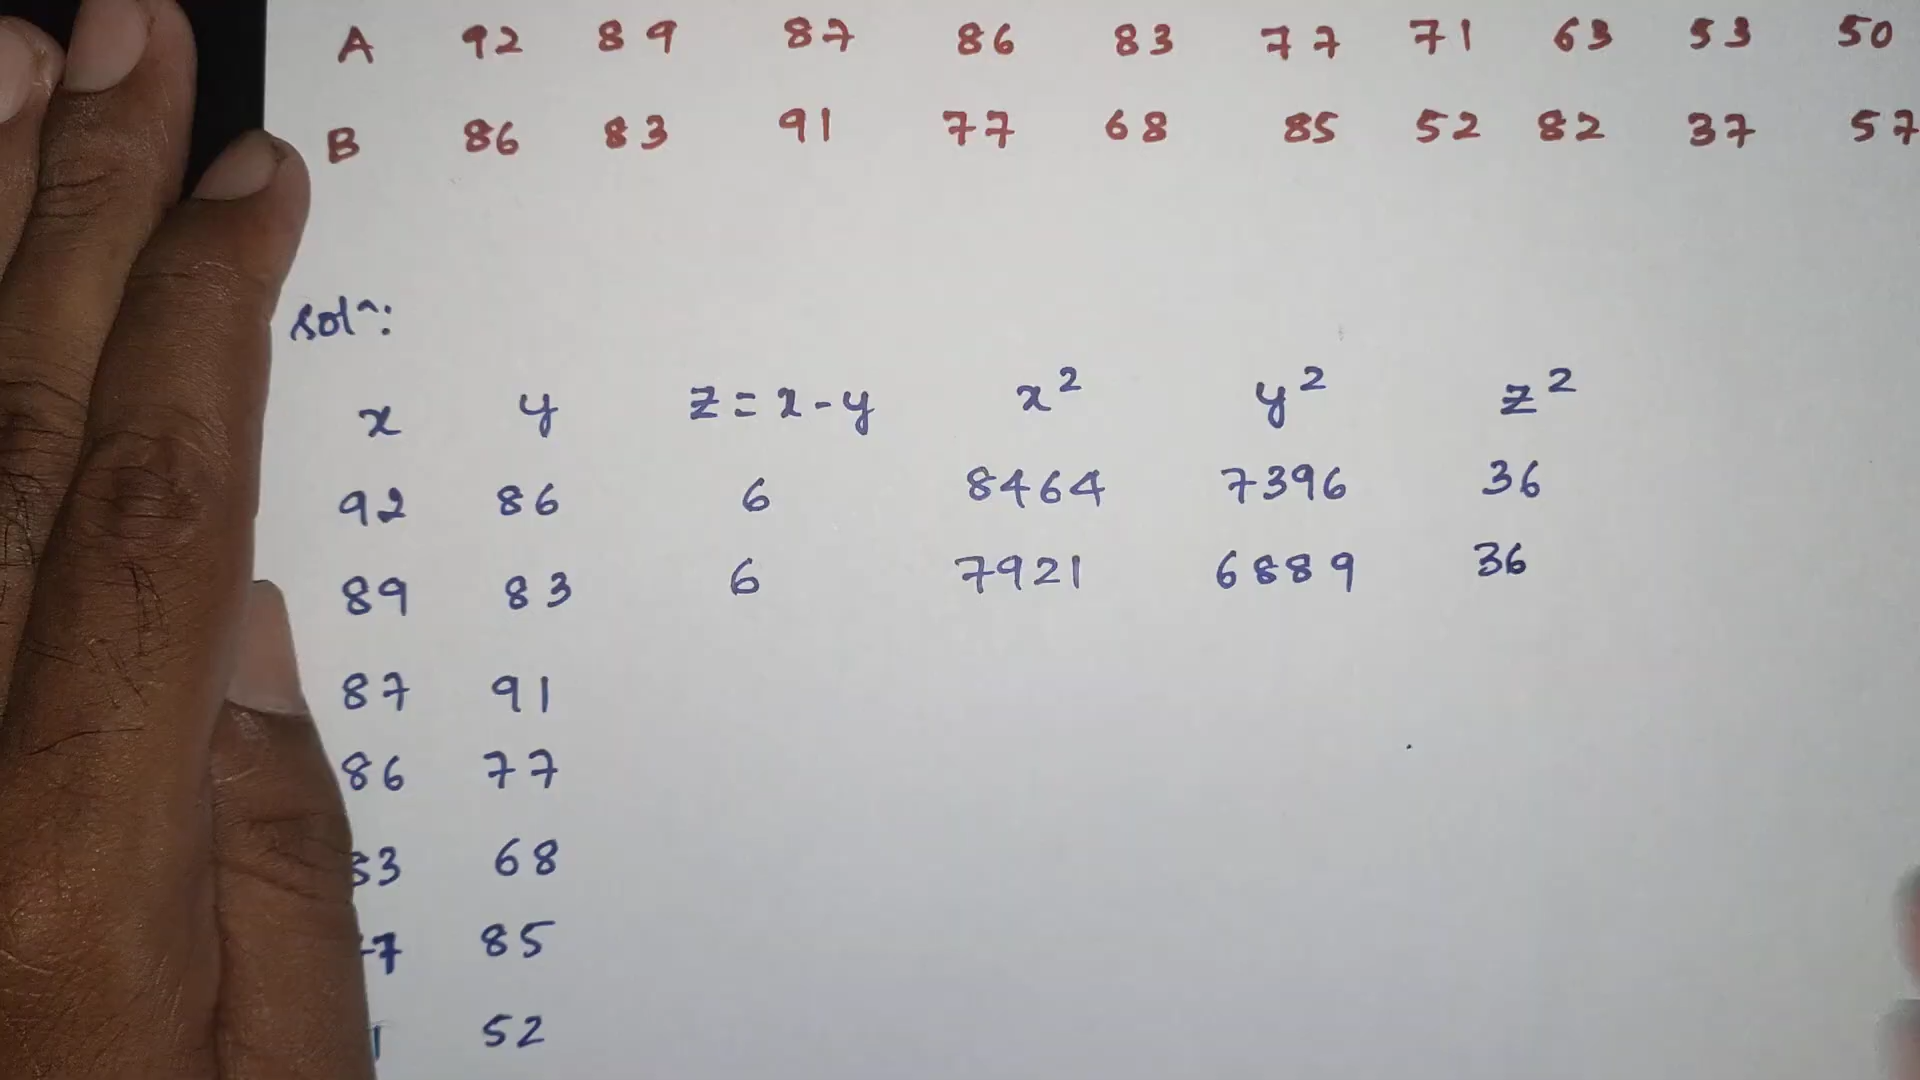 A 92 89 87 86 83 77 71 63 53 50
B 86 83 91 77 68 85 52 82 37 57
Solⁿ:
x y z = x - y x² y² z²
92 86 6 8464 7396 36
89 83 6 7921 6889 36
87 91
86 77
83 68
77 85
1 52